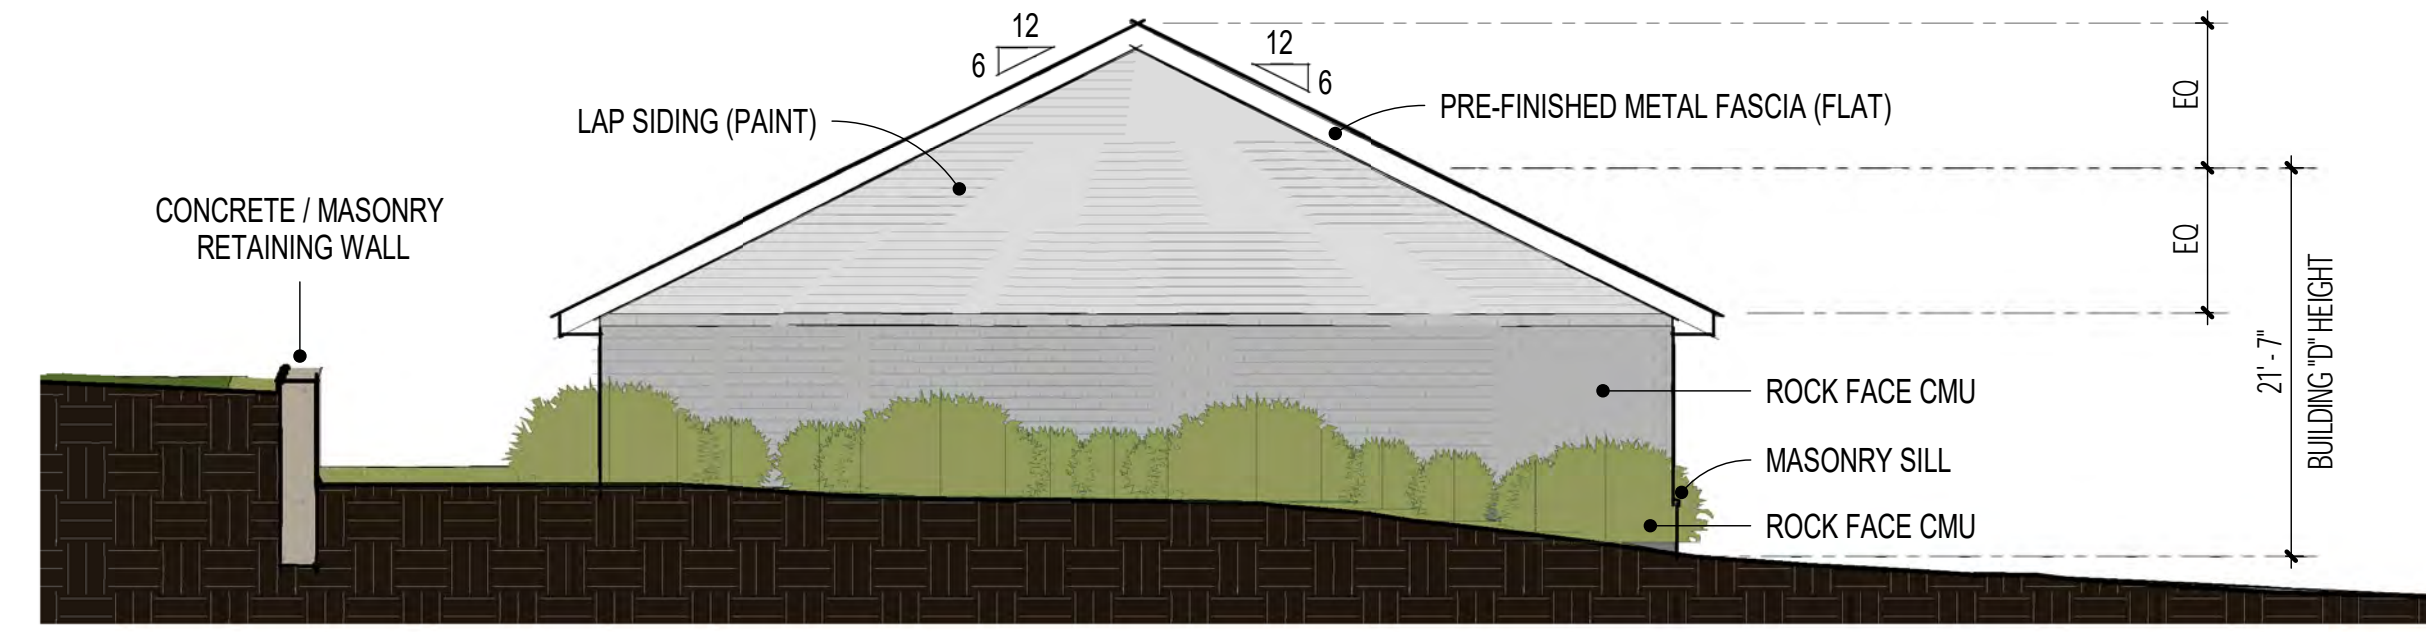 12
6
12
6
LAP SIDING (PAINT)
PRE-FINISHED METAL FASCIA (FLAT)
EQ
CONCRETE / MASONRY
RETAINING WALL
EQ
21' - 7"
BUILDING "D" HEIGHT
ROCK FACE CMU
MASONRY SILL
ROCK FACE CMU